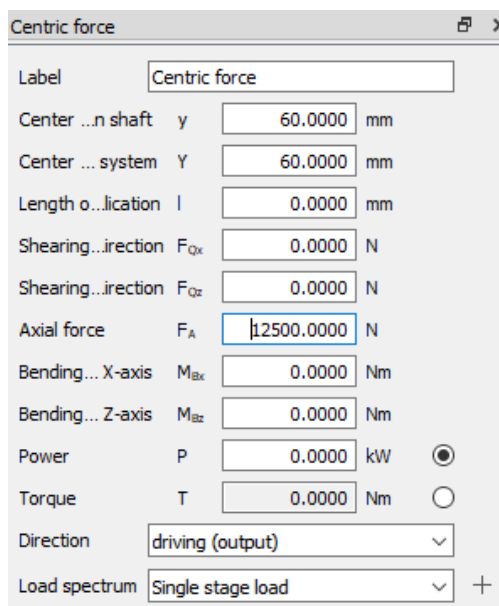 Centric force
Label Centric force
Center ...n shaft y 60.0000 mm
Center ... system Y 60.0000 mm
Length o...lication l 0.0000 mm
Shearing...irection FQx 0.0000 N
Shearing...irection FQz 0.0000 N
Axial force FA 12500.0000 N
Bending... X-axis MBx 0.0000 Nm
Bending... Z-axis MBz 0.0000 Nm
Power P 0.0000 kW
Torque T 0.0000 Nm
Direction driving (output)
Load spectrum Single stage load